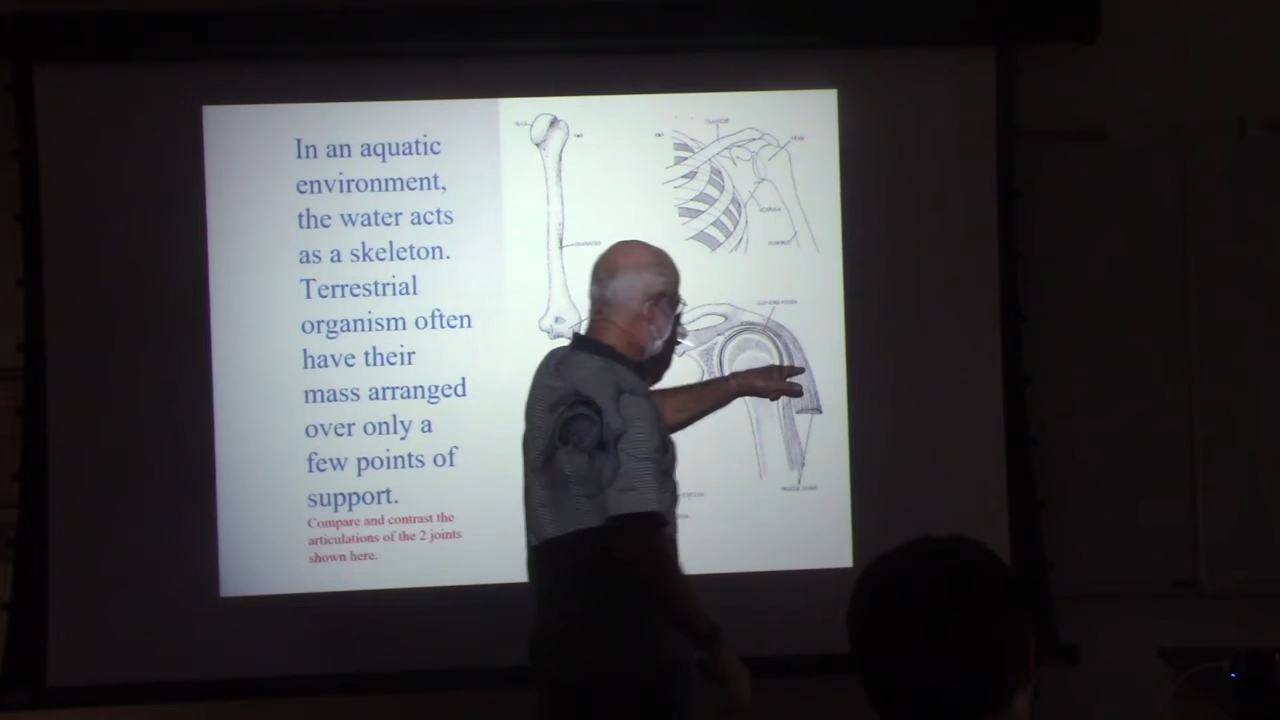 In an aquatic
environment,
the water acts
as a skeleton.
Terrestrial
organism often
have their
mass arranged
over only a
few points of
support.
Compare and contrast the
articulations of the 2 joints
shown here.